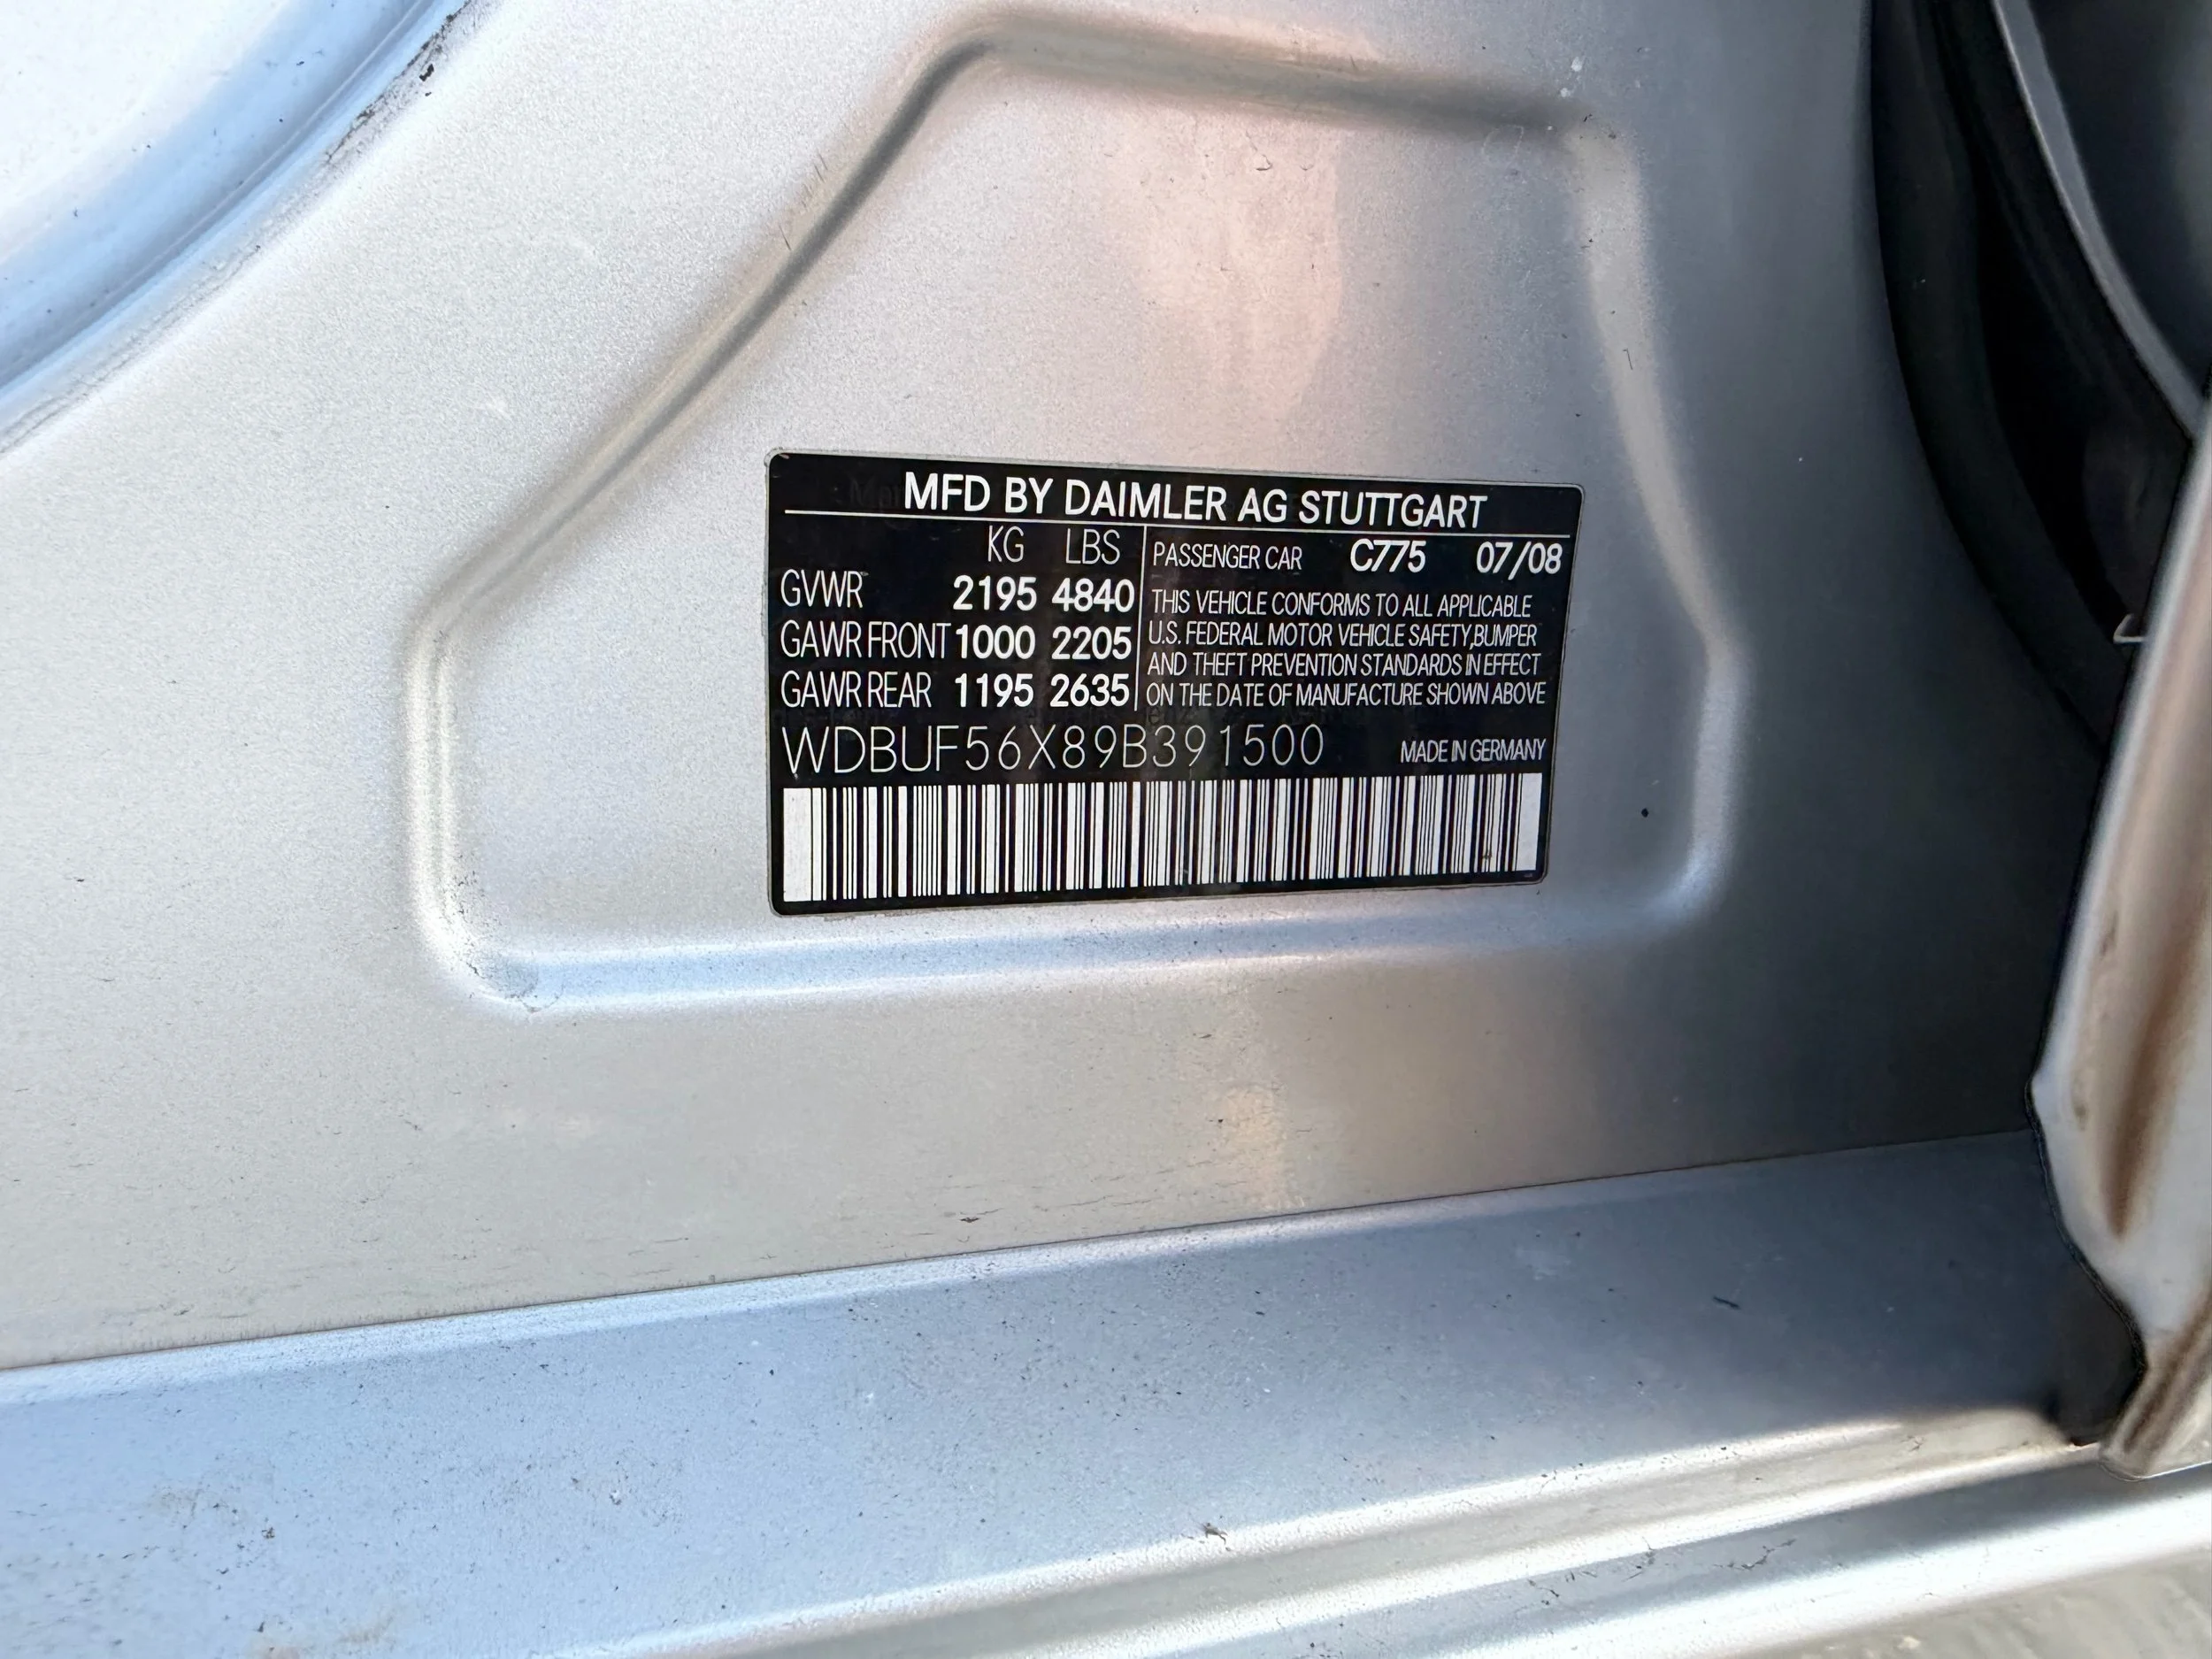 MFD BY DAIMLER AG STUTTGART
KG LBS
GVWR 2195 4840
GAWR FRONT 1000 2205
GAWR REAR 1195 2635
PASSENGER CAR C775 07/08
THIS VEHICLE CONFORMS TO ALL APPLICABLE
U.S. FEDERAL MOTOR VEHICLE SAFETY,BUMPER
AND THEFT PREVENTION STANDARDS IN EFFECT
ON THE DATE OF MANUFACTURE SHOWN ABOVE
WDBUF56X89B391500 MADE IN GERMANY